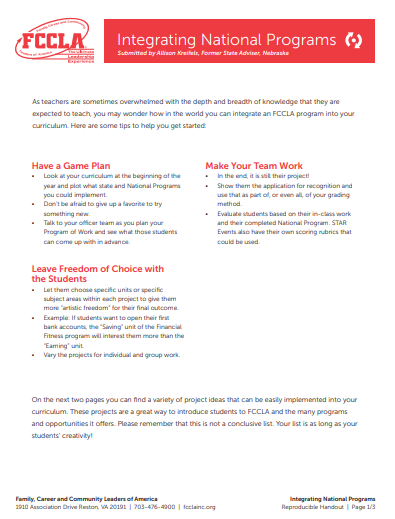 Family, Career and Community
FCCLA
Leaders of America
The Ultimate
Leadership
Experience
Integrating National Programs
Submitted by Allison Kreifels, Former State Adviser, Nebraska
As teachers are sometimes overwhelmed with the depth and breadth of knowledge that they are
expected to teach, you may wonder how in the world you can integrate an FCCLA program into your
curriculum. Here are some tips to help you get started:
Have a Game Plan
• Look at your curriculum at the beginning of the
year and plot what state and National Programs
you could implement.
• Don't be afraid to give up a favorite to try
something new.
• Talk to your officer team as you plan your
Program of Work and see what those students
can come up with in advance.
Leave Freedom of Choice with
the Students
• Let them choose specific units or specific
subject areas within each project to give them
more "artistic freedom" for their final outcome.
• Example: If students want to open their first
bank accounts, the "Saving" unit of the Financial
Fitness program will interest them more than the
"Earning" unit.
• Vary the projects for individual and group work.
Make Your Team Work
• In the end, it is still their project!
• Show them the application for recognition and
use that as part of, or even all, of your grading
method.
• Evaluate students based on their in-class work
and their completed National Program. STAR
Events also have their own scoring rubrics that
could be used.
On the next two pages you can find a variety of project ideas that can be easily implemented into your
curriculum. These projects are a great way to introduce students to FCCLA and the many programs
and opportunities it offers. Please remember that this is not a conclusive list. Your list is as long as your
students' creativity!
Family, Career and Community Leaders of America
1910 Association Drive Reston, VA 20191 | 703-476-4900 | fcclainc.org
Integrating National Programs
Reproducible Handout | Page 1/3